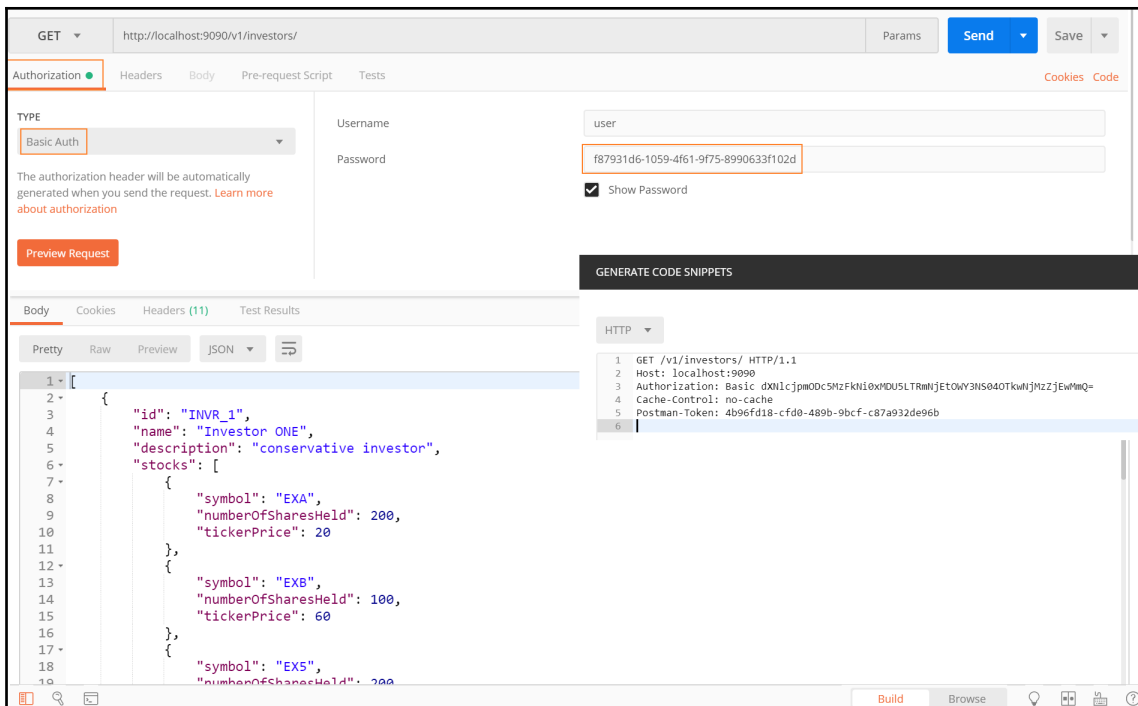 GET http://localhost:9090/v1/investors/ Params Send Save
Authorization Headers Body Pre-request Script Tests Cookies Code
TYPE
Basic Auth
The authorization header will be automatically
generated when you send the request. Learn more
about authorization
Preview Request
Username user
Password f87931d6-1059-4f61-9f75-8990633f102d
Show Password
GENERATE CODE SNIPPETS
HTTP
1 GET /v1/investors/ HTTP/1.1
2 Host: localhost:9090
3 Authorization: Basic dXNlcjpmODc5MzFkNi0xMDU5LTRmNjEtOWY3NS04OTkwNjMzZjEwMmQ=
4 Cache-Control: no-cache
5 Postman-Token: 4b96fd18-cfd0-489b-9bcf-c87a932de96b
6
Body Cookies Headers (11) Test Results
Pretty Raw Preview JSON
1 [
2 {
3 "id": "INVR_1",
4 "name": "Investor ONE",
5 "description": "conservative investor",
6 "stocks": [
7 {
8 "symbol": "EXA",
9 "numberOfSharesHeld": 200,
10 "tickerPrice": 20
11 },
12 {
13 "symbol": "EXB",
14 "numberOfSharesHeld": 100,
15 "tickerPrice": 60
16 },
17 {
18 "symbol": "EX5",
19 "numberOfSharesHeld": 200
Build Browse